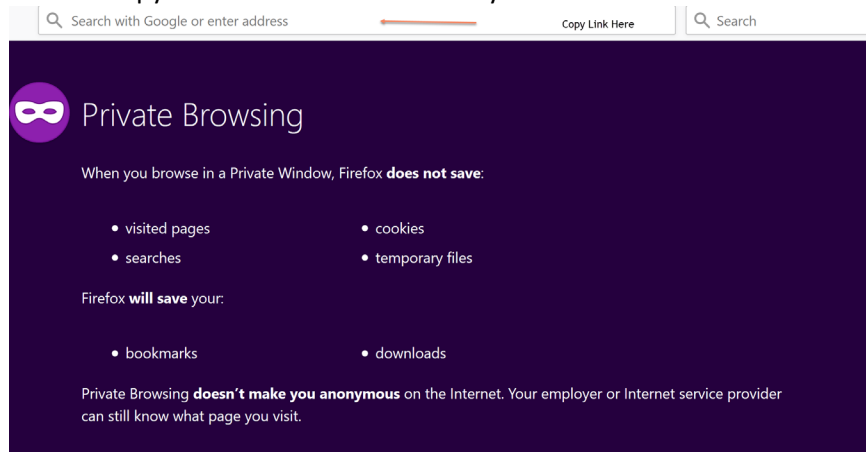 Search with Google or enter address
Copy Link Here
Search
Private Browsing
When you browse in a Private Window, Firefox does not save:
• visited pages • cookies
• searches • temporary files
Firefox will save your:
• bookmarks • downloads
Private Browsing doesn't make you anonymous on the Internet. Your employer or Internet service provider
can still know what page you visit.